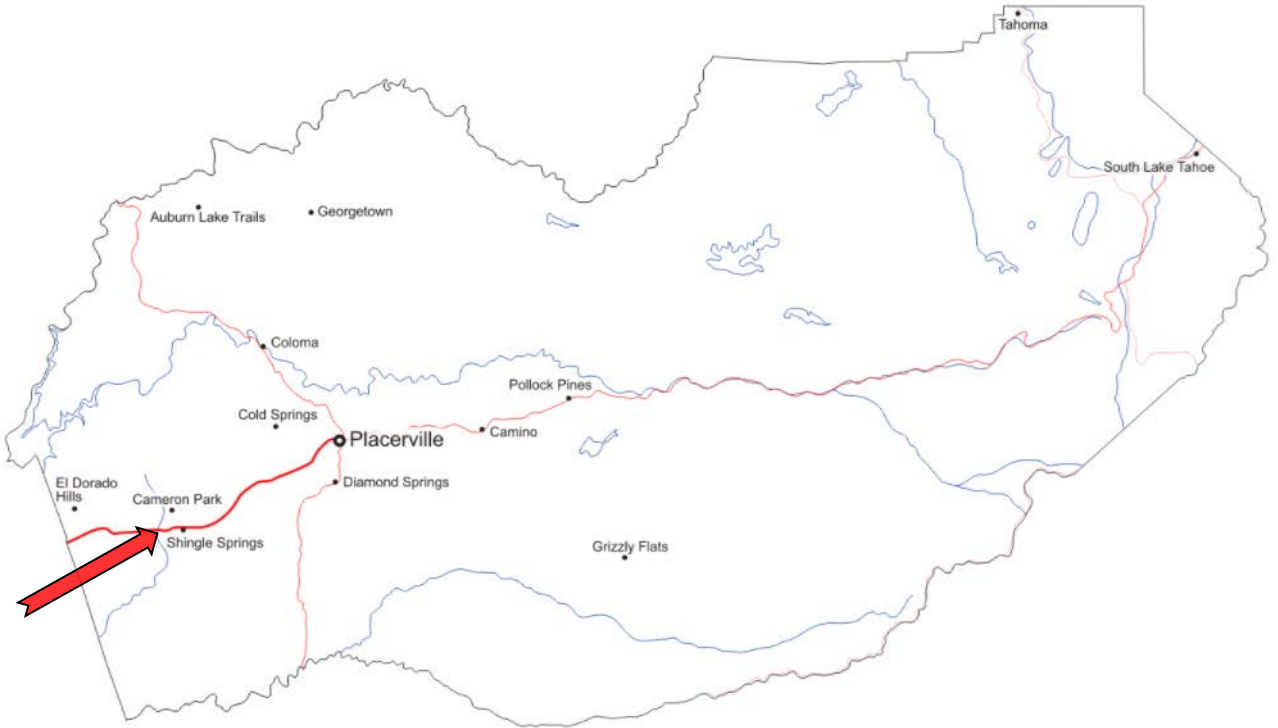 Tahoma
South Lake Tahoe
Auburn Lake Trails
Georgetown
Coloma
Pollock Pines
Cold Springs
Camino
Placerville
El Dorado
Hills
Diamond Springs
Cameron Park
Shingle Springs
Grizzly Flats